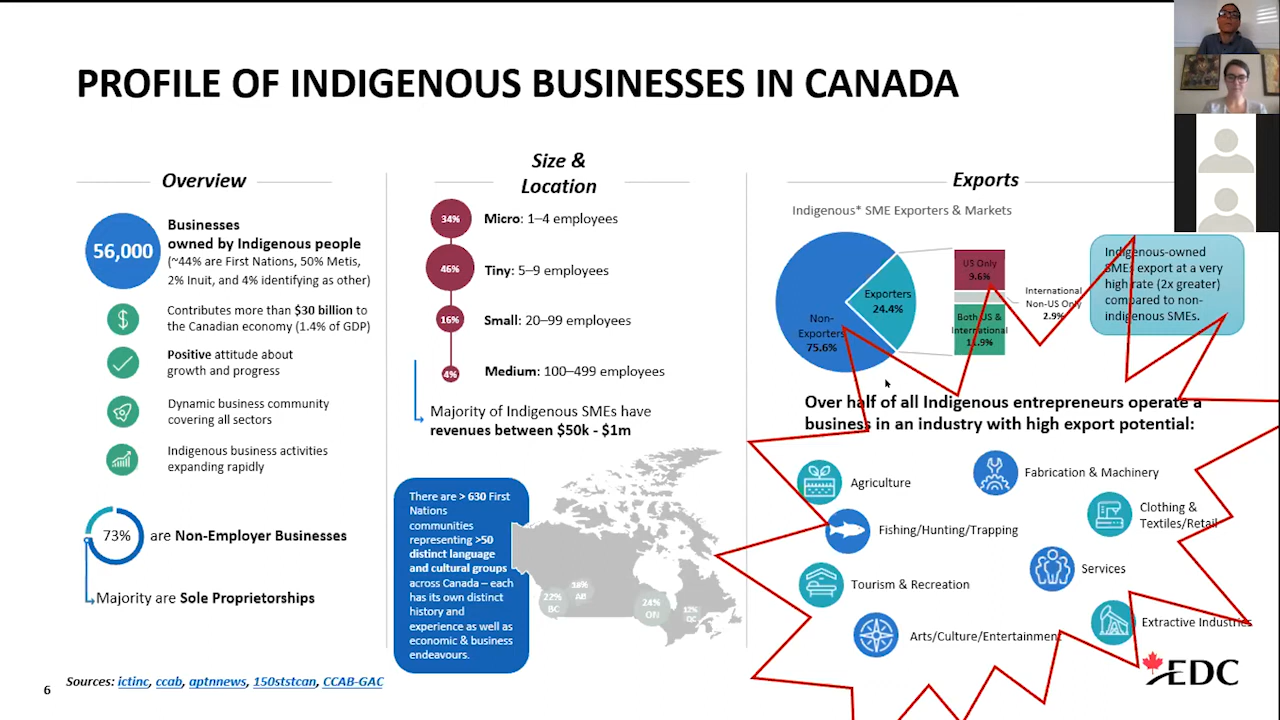 PROFILE OF INDIGENOUS BUSINESSES IN CANADA
Overview
56,000
Businesses
owned by Indigenous people
(~44% are First Nations, 50% Metis,
2% Inuit, and 4% identifying as other)
Contributes more than $30 billion to
the Canadian economy (1.4% of GDP)
Positive attitude about
growth and progress
Dynamic business community
covering all sectors
Indigenous business activities
expanding rapidly
73%
are Non-Employer Businesses
Majority are Sole Proprietorships
Size &
Location
34%
Micro: 1–4 employees
46%
Tiny: 5–9 employees
16%
Small: 20–99 employees
4%
Medium: 100–499 employees
Majority of Indigenous SMEs have
revenues between $50k - $1m
There are > 630 First
Nations
communities
representing >50
distinct language
and cultural groups
across Canada – each
has its own distinct
history and
experience as well as
economic & business
endeavours.
22%
BC
AB
24%
ON
QC
Exports
Indigenous* SME Exporters & Markets
Non-
Exporters
75.6%
Exporters
24.4%
US Only
9.6%
Both US &
International
11.9%
International
Non-US Only
2.9%
Indigenous-owned
SMEs export at a very
high rate (2x greater)
compared to non-
indigenous SMEs.
Over half of all Indigenous entrepreneurs operate a
business in an industry with high export potential:
Agriculture
Fabrication & Machinery
Clothing &
Textiles/Retail
Fishing/Hunting/Trapping
Services
Tourism & Recreation
Extractive Industries
Arts/Culture/Entertainment
EDC
6
Sources: ictinc, ccab, aptnnews, 150ststcan, CCAB-GAC